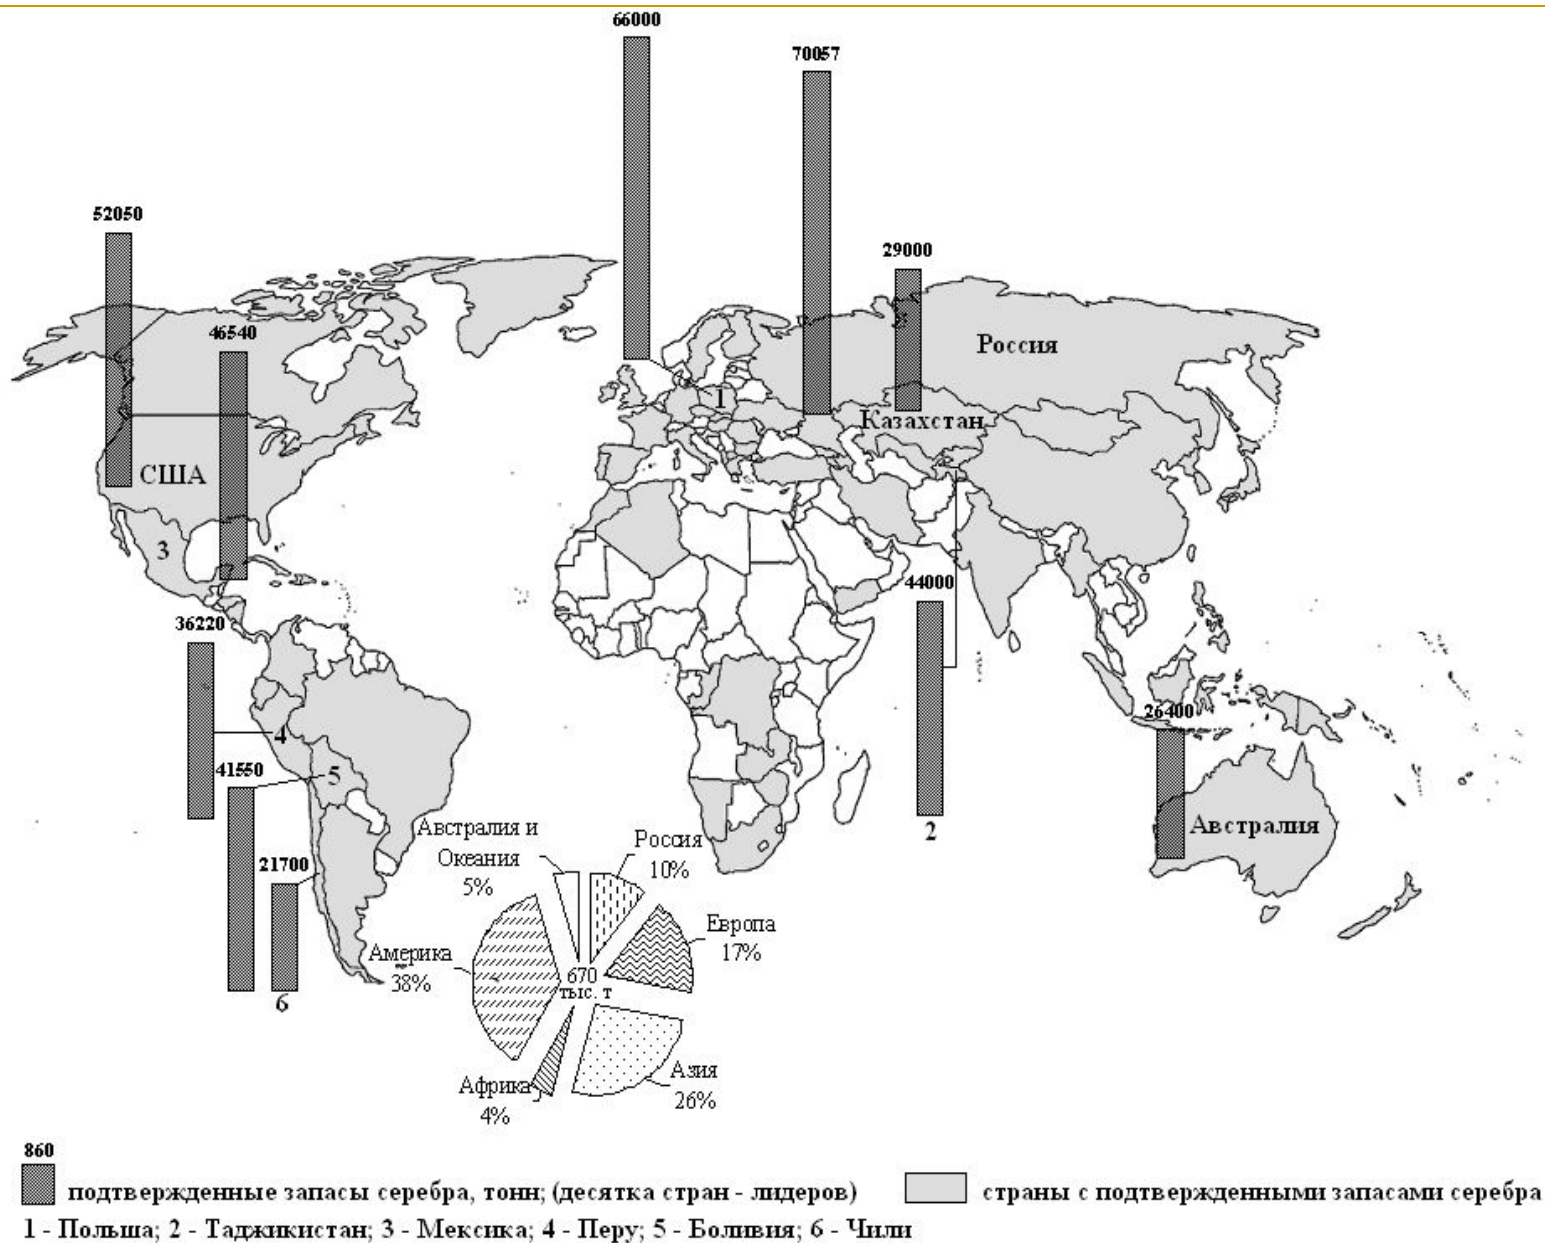 66000
70057
52050
29000
46540
Россия
1
Казахстан
США
3
44000
36220
26400
4
41550
5
2
Австралия
21700
6
Австралия и
Океания
5%
Россия
10%
Европа
17%
Америка
38%
670
тыс. т
Африка
4%
Азия
26%
860
подтвержденные запасы серебра, тонн; (десятка стран - лидеров)
страны с подтвержденными запасами серебра
1 - Польша; 2 - Таджикистан; 3 - Мексика; 4 - Перу; 5 - Боливия; 6 - Чили